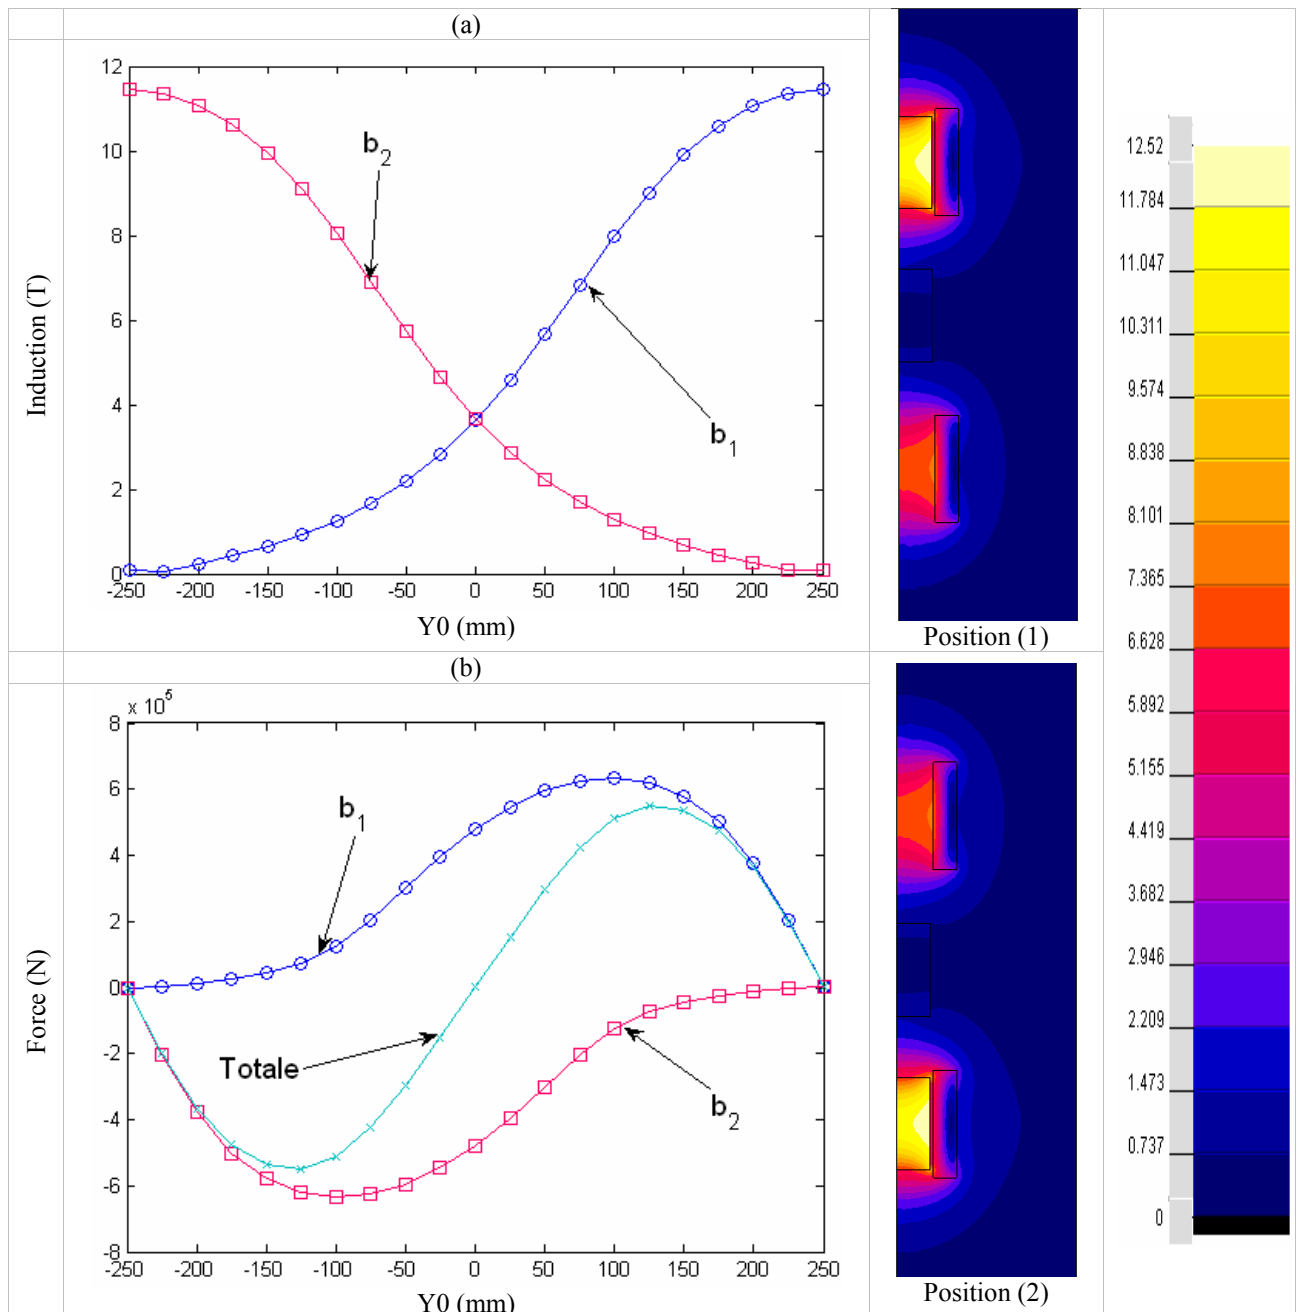 (a)
12
10
8
6
4
2
0
Induction (T)
b2
b1
-250 -200 -150 -100 -50 0 50 100 150 200 250
Y0 (mm)
Position (1)
(b)
x 10^5
8
6
4
2
0
-2
-4
-6
-8
Force (N)
b1
Totale
b2
-250 -200 -150 -100 -50 0 50 100 150 200 250
Y0 (mm)
Position (2)
12.52
11.784
11.047
10.311
9.574
8.838
8.101
7.365
6.628
5.892
5.155
4.419
3.682
2.946
2.209
1.473
0.737
0